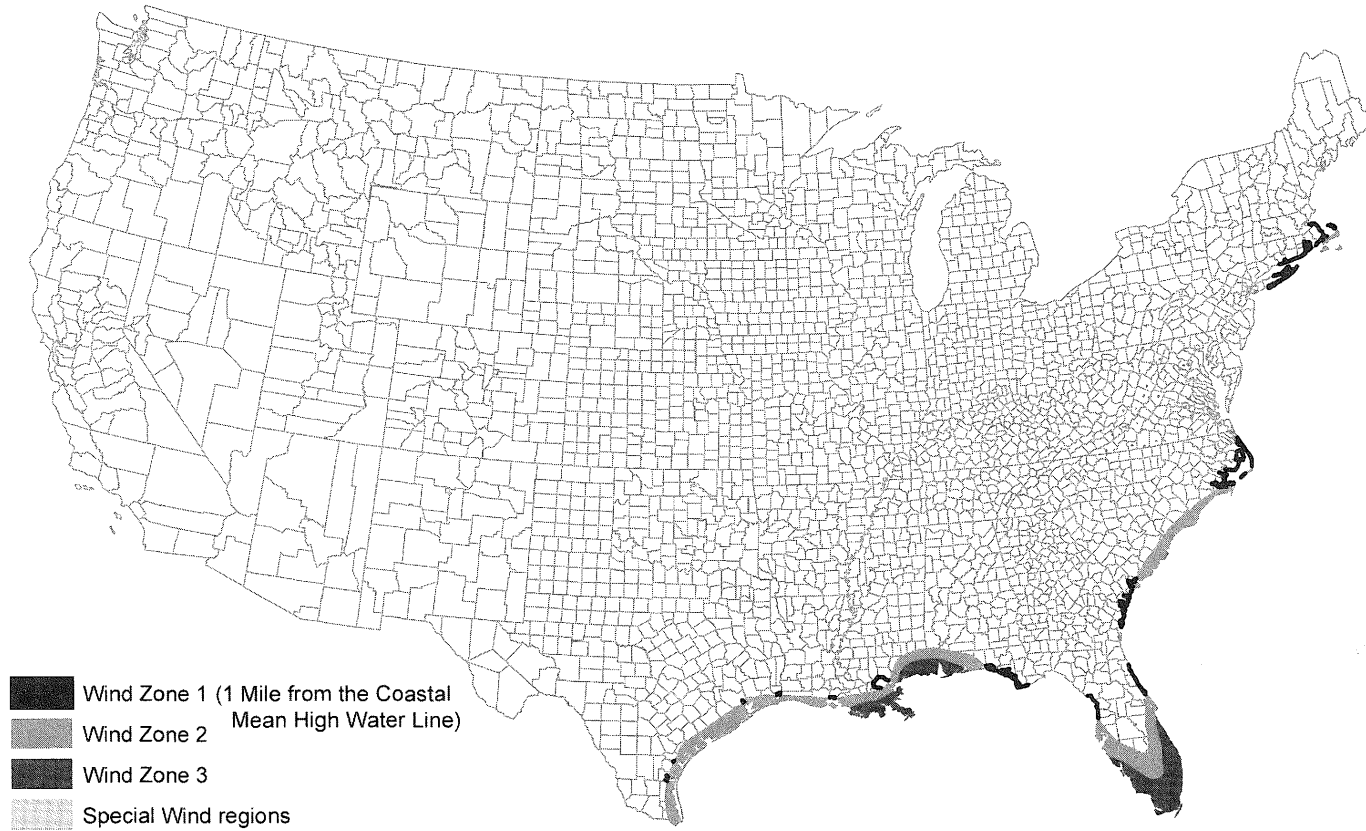 Wind Zone 1 (1 Mile from the Coastal
Mean High Water Line)
Wind Zone 2
Wind Zone 3
Special Wind regions